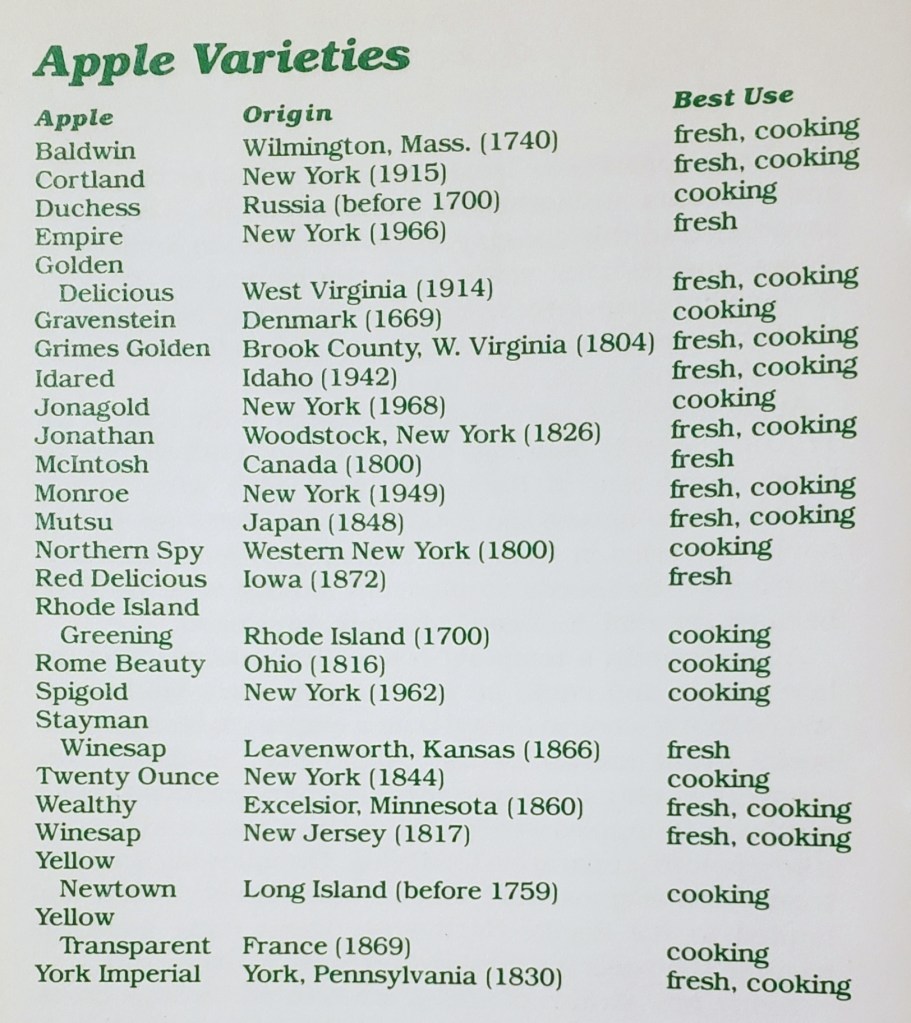 Apple Varieties
Apple Origin Best Use
Baldwin Wilmington, Mass. (1740) fresh, cooking
Cortland New York (1915) fresh, cooking
Duchess Russia (before 1700) cooking
Empire New York (1966) fresh
Golden
Delicious West Virginia (1914) fresh, cooking
Gravenstein Denmark (1669) cooking
Grimes Golden Brook County, W. Virginia (1804) fresh, cooking
Idared Idaho (1942) fresh, cooking
Jonagold New York (1968) cooking
Jonathan Woodstock, New York (1826) fresh, cooking
McIntosh Canada (1800) fresh
Monroe New York (1949) fresh, cooking
Mutsu Japan (1848) fresh, cooking
Northern Spy Western New York (1800) cooking
Red Delicious Iowa (1872) fresh
Rhode Island
Greening Rhode Island (1700) cooking
Rome Beauty Ohio (1816) cooking
Spigold New York (1962) cooking
Stayman
Winesap Leavenworth, Kansas (1866) fresh
Twenty Ounce New York (1844) cooking
Wealthy Excelsior, Minnesota (1860) fresh, cooking
Winesap New Jersey (1817) fresh, cooking
Yellow
Newtown Long Island (before 1759) cooking
Yellow
Transparent France (1869) cooking
York Imperial York, Pennsylvania (1830) fresh, cooking